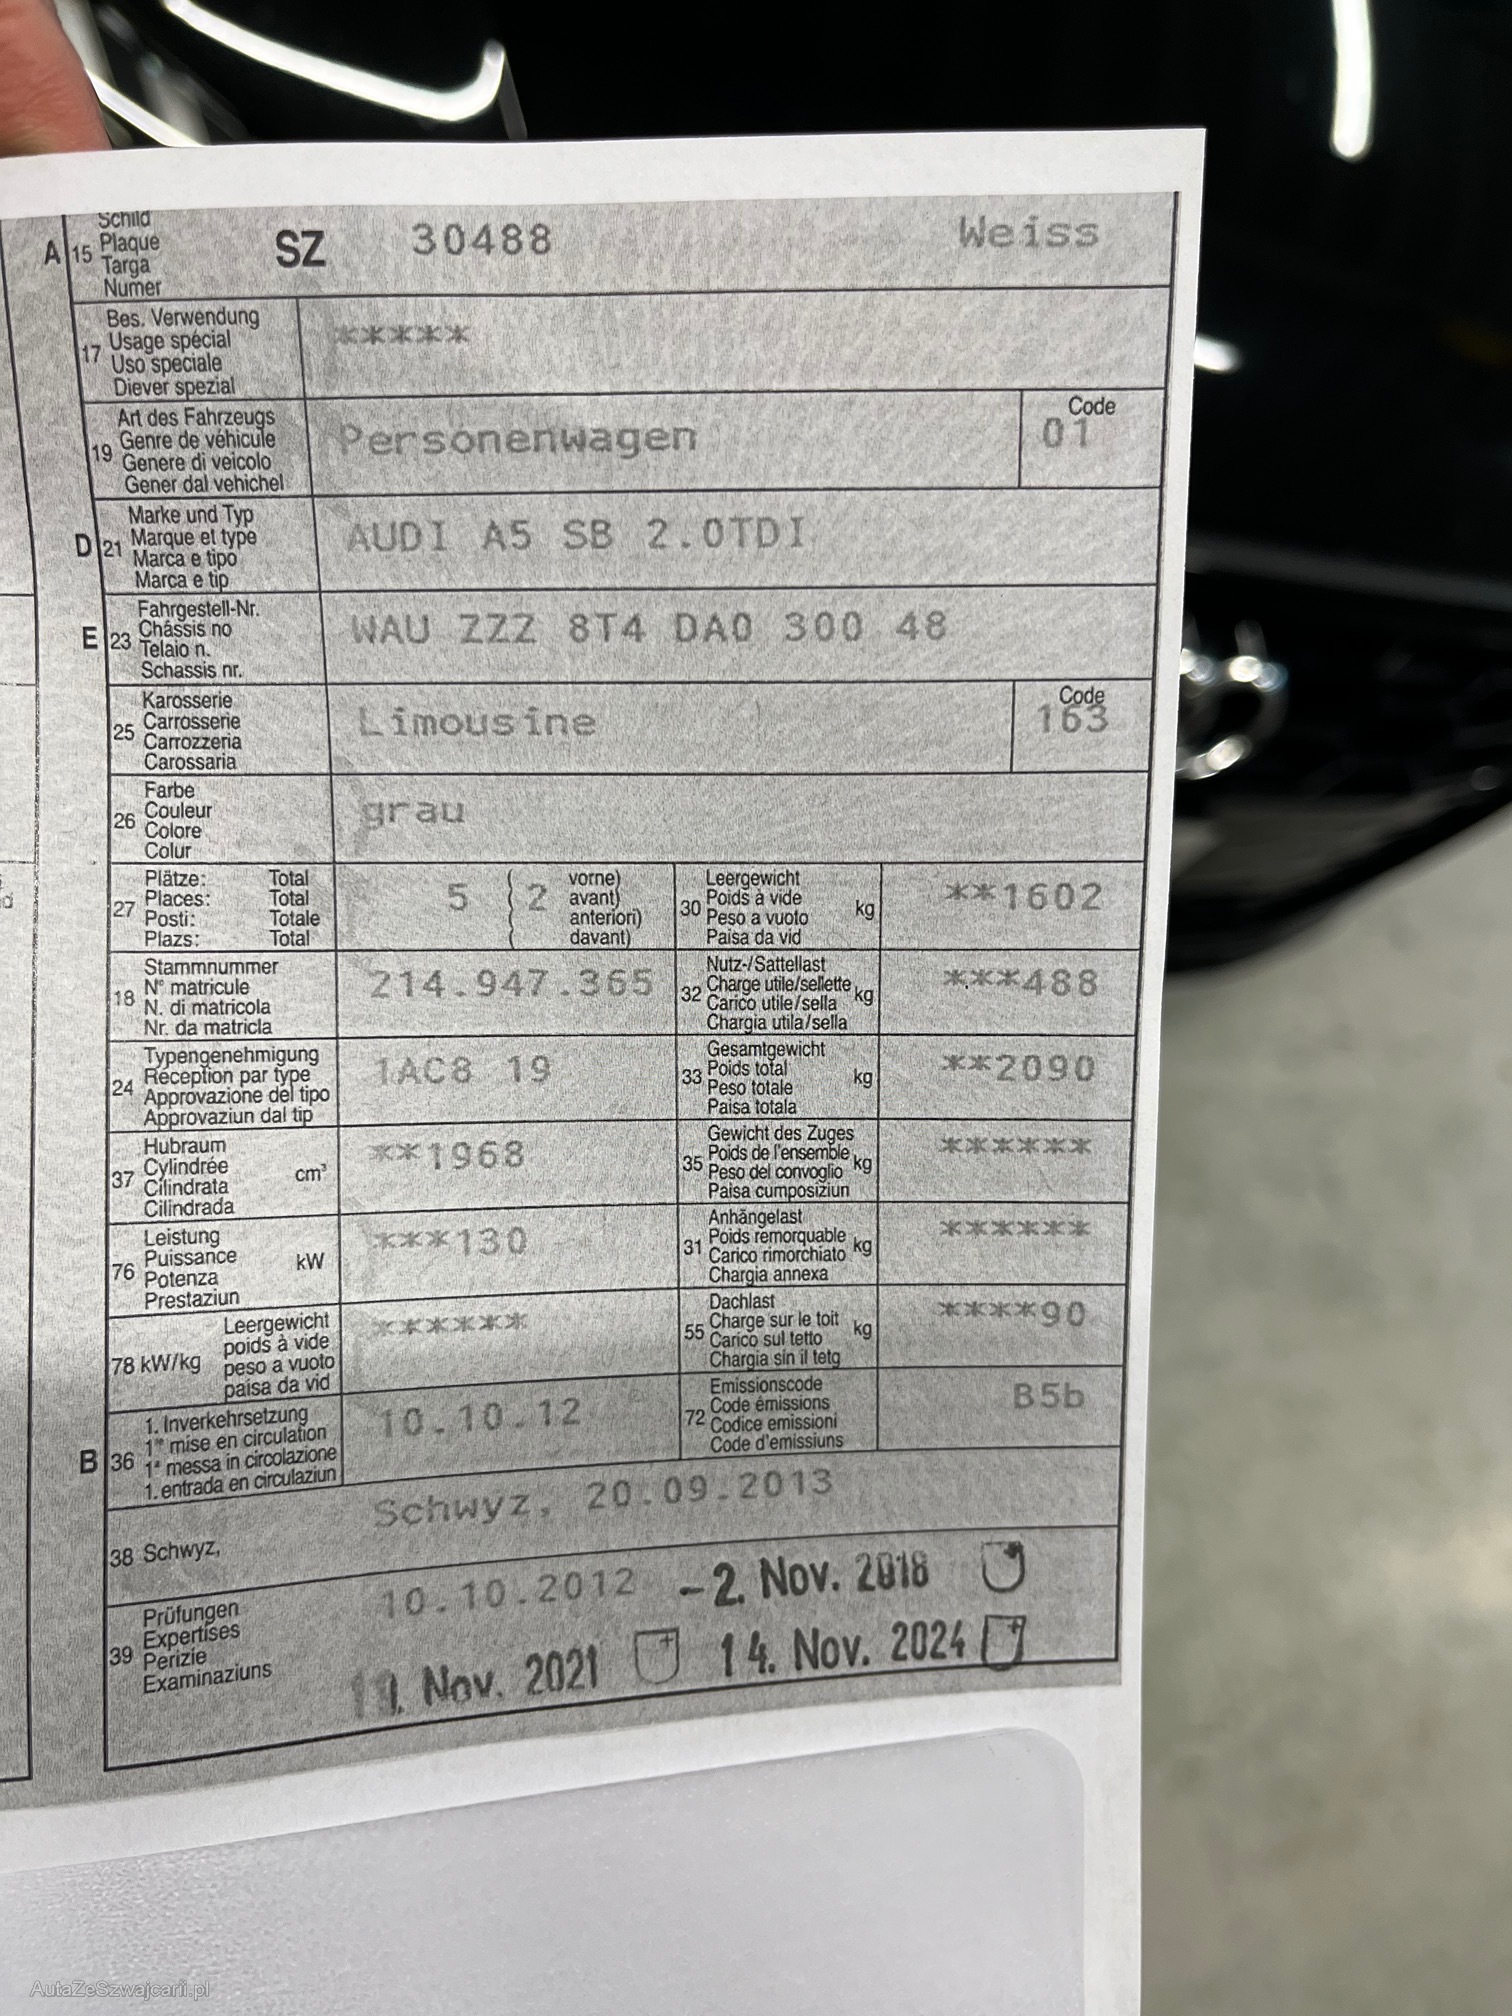 A 15 Schild
Plaque
Targa
Numer
SZ 30488 Weiss
17 Bes. Verwendung
Usage spécial
Uso speciale
Diever spezial
*****
19 Art des Fahrzeugs
Genre de véhicule
Genere di veicolo
Gener dal vehichel
Personenwagen
Code
01
D 21 Marke und Typ
Marque et type
Marca e tipo
Marca e tip
AUDI A5 SB 2.0TDI
E 23 Fahrgestell-Nr.
Châssis no
Telaio n.
Schassis nr.
WAU ZZZ 8T4 DA0 300 48
25 Karosserie
Carrosserie
Carrozzeria
Carossaria
Limousine
Code
163
26 Farbe
Couleur
Colore
Colur
grau
27 Plätze: Total
Places: Total
Posti: Totale
Plazs: Total
5 ( 2 vorne)
avant)
anteriori)
davant)
30 Leergewicht
Poids à vide
Peso a vuoto
Paisa da vid
kg
**1602
18 Stammnummer
N° matricule
N. di matricola
Nr. da matricla
214.947.365
32 Nutz-/Sattellast
Charge utile/sellette
Carico utile/sella
Chargia utila/sella
kg
***488
24 Typengenehmigung
Réception par type
Approvazione del tipo
Approvaziun dal tip
1AC8 19
33 Gesamtgewicht
Poids total
Peso totale
Paisa totala
kg
**2090
37 Hubraum
Cylindrée
Cilindrata
Cilindrada
cm³
**1968
35 Gewicht des Zuges
Poids de l'ensemble
Peso del convoglio
Paisa cumposiziun
kg
******
76 Leistung
Puissance
Potenza
Prestaziun
kW
***130
31 Anhängelast
Poids remorquable
Carico rimorchiato
Chargia annexa
kg
******
78 kW/kg Leergewicht
poids à vide
peso a vuoto
paisa da vid
******
55 Dachlast
Charge sur le toit
Carico sul tetto
Chargia sin il tetg
kg
****90
B 36 1. Inverkehrsetzung
1re mise en circulation
1a messa in circolazione
1. entrada en circulaziun
10.10.12
72 Emissionscode
Code émissions
Codice emissioni
Code d'emissiuns
B5b
38 Schwyz,
Schwyz, 20.09.2013
39 Prüfungen
Expertises
Perizie
Examinaziuns
10.10.2012 -2. Nov. 2018
Nov. 2021 14. Nov. 2024
AutaZeSzwajcarii.pl